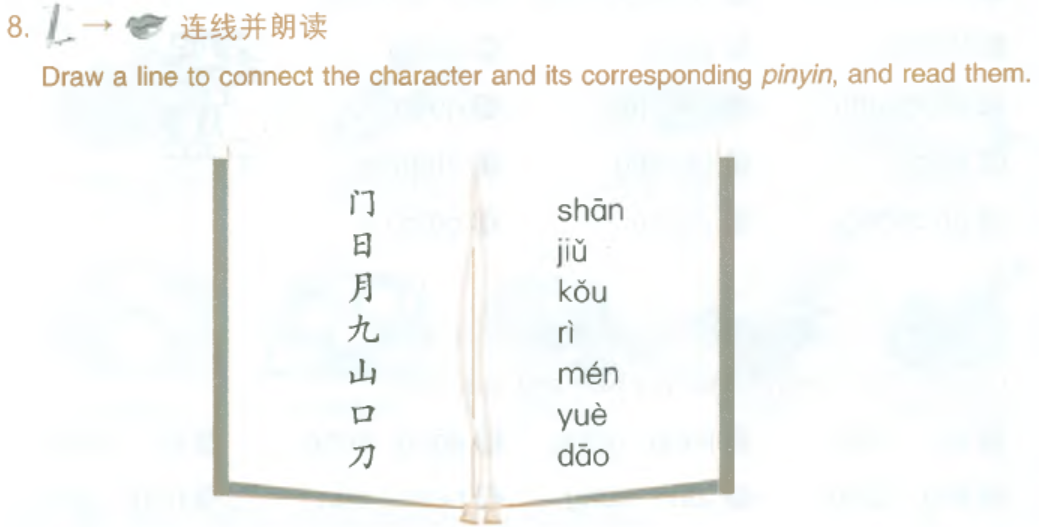 8. → 连线并朗读
Draw a line to connect the character and its corresponding pinyin, and read them.
门 shān
日 jiǔ
月 kǒu
九 rì
山 mén
口 yuè
刀 dāo